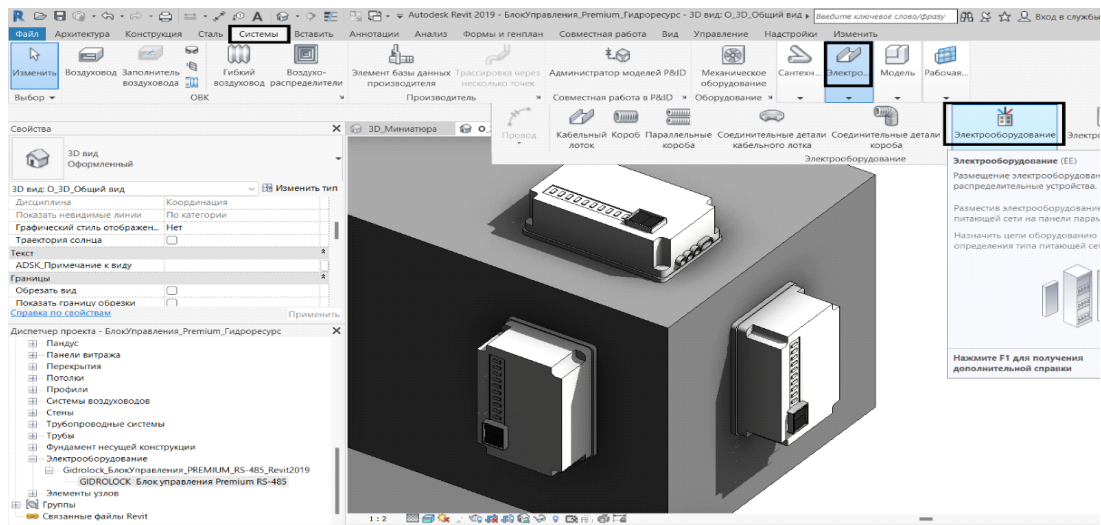 Autodesk Revit 2019 - БлокУправления_Premium_Гидроресурс - 3D вид: О_3D_Общий вид
Введите ключевое слово/фразу
Вход в службы
Файл Архитектура Конструкция Сталь Системы Вставить Аннотации Анализ Формы и генплан Совместная работа Вид Управление Надстройки Изменить
Изменить Воздуховод Заполнитель воздуховода Гибкий воздуховод Воздухо-распределители Элемент базы данных производителя Трассировка через несколько точек Администратор моделей P&ID Механическое оборудование Сантехн... Электро... Модель Рабочая...
Выбор ОВК Производитель Совместная работа в P&ID Оборудование
Провод Кабельный лоток Короб Параллельные короба Соединительные детали кабельного лотка Соединительные детали короба Электрооборудование Электро
Электрооборудование
Свойства
3D_Миниатюра
3D вид
Оформленный
3D вид: О_3D_Общий вид
Изменить тип
Дисциплина Координация
Показать невидимые линии По категории
Графический стиль отображен... Нет
Траектория солнца
Текст
ADSK_Примечание к виду
Границы
Обрезать вид
Показать границу обрезки
Справка по свойствам
Применить
Диспетчер проекта - БлокУправления_Premium_Гидроресурс
Пандус
Панели витража
Перекрытия
Потолки
Профили
Системы воздуховодов
Стены
Трубопроводные системы
Трубы
Фундамент несущей конструкции
Электрооборудование
Gidrolock_БлокУправления_PREMIUM_RS-485_Revit2019
GIDROLOCK Блок управления Premium RS-485
Элементы узлов
Группы
Связанные файлы Revit
1 : 2
Электрооборудование (EE)
Размещение электрооборудован
распределительные устройства.
Разместив электрооборудование
питающей сети на панели парам
Назначить цепи оборудованию
определения типа питающей сет
Нажмите F1 для получения
дополнительной справки